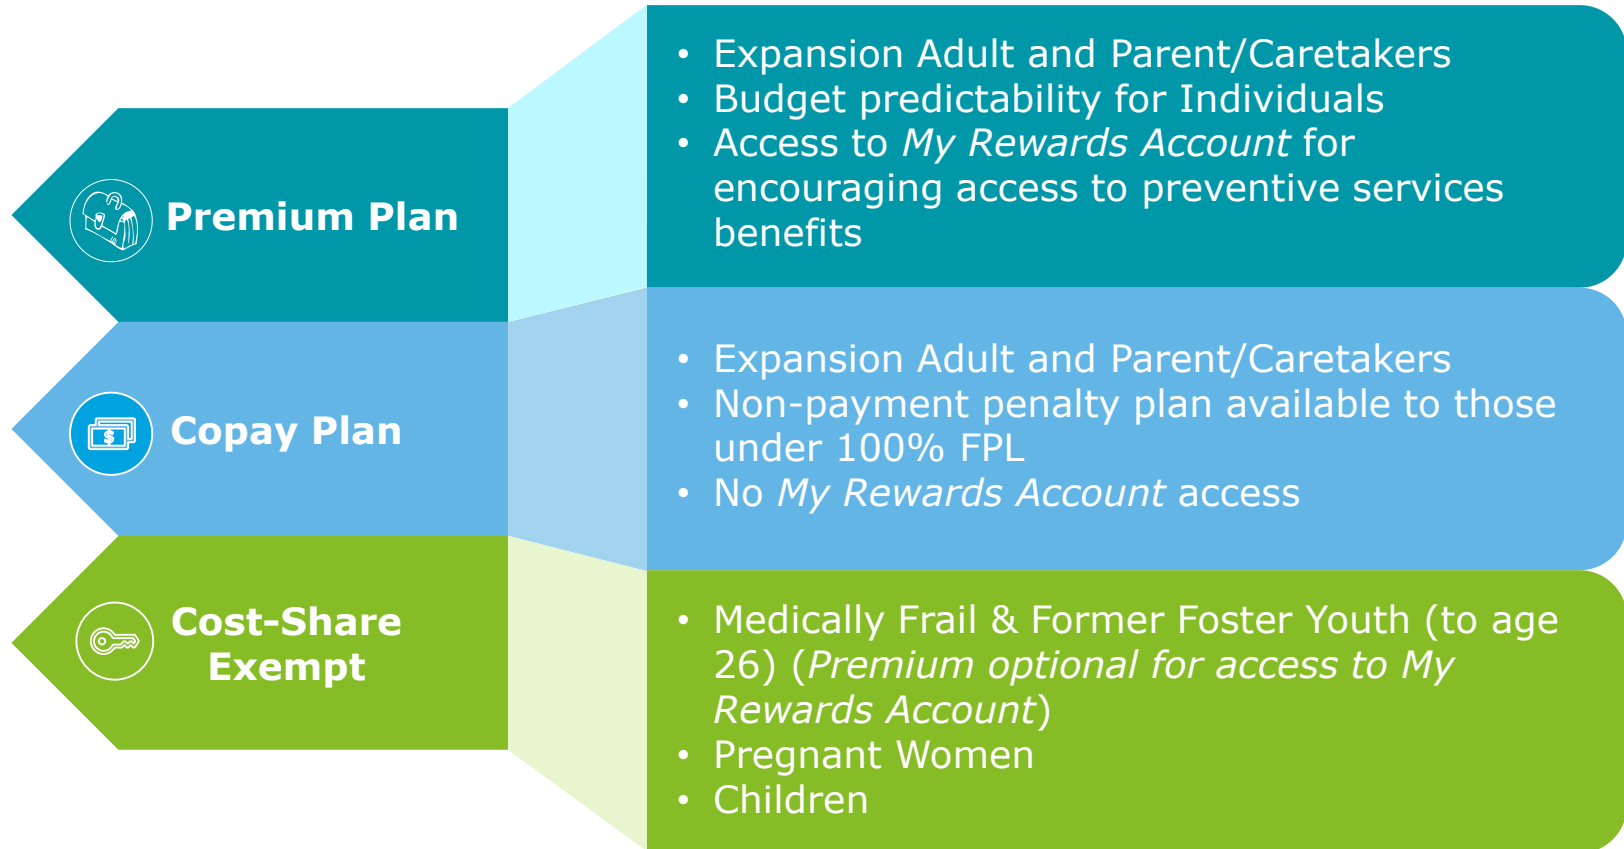 Premium Plan
• Expansion Adult and Parent/Caretakers
• Budget predictability for Individuals
• Access to My Rewards Account for
encouraging access to preventive services
benefits
$
Copay Plan
• Expansion Adult and Parent/Caretakers
• Non-payment penalty plan available to those
under 100% FPL
• No My Rewards Account access
Cost-Share
Exempt
• Medically Frail & Former Foster Youth (to age
26) (Premium optional for access to My
Rewards Account)
• Pregnant Women
• Children